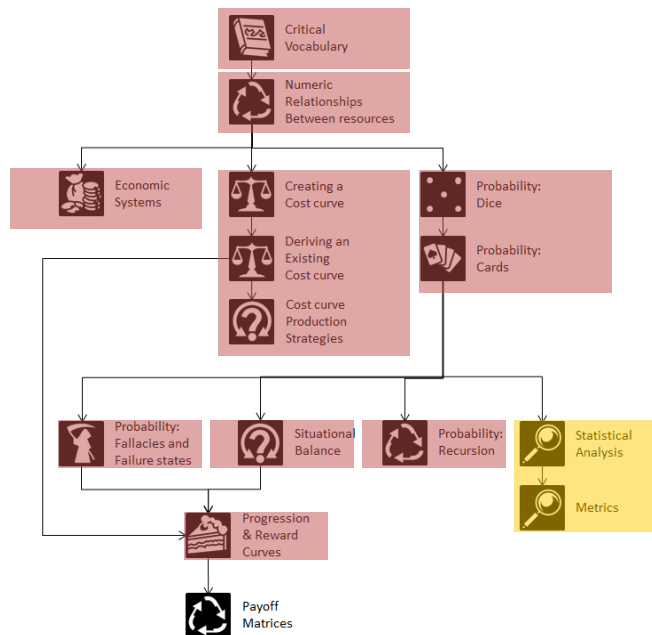 Critical
Vocabulary
Numeric
Relationships
Between resources
Economic
Systems
Creating a
Cost curve
Probability:
Dice
Deriving an
Existing
Cost curve
Probability:
Cards
Cost curve
Production
Strategies
Probability:
Fallacies and
Failure states
Situational
Balance
Probability:
Recursion
Statistical
Analysis
Metrics
Progression
& Reward
Curves
Payoff
Matrices